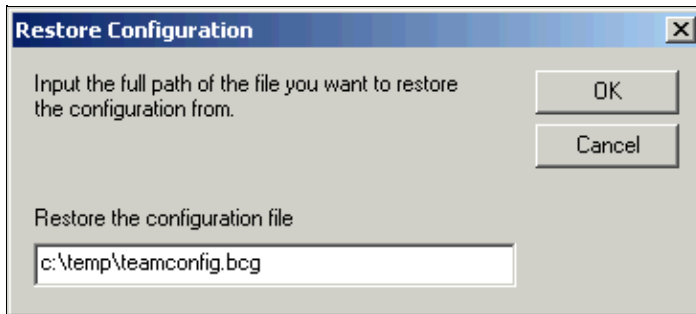 Restore Configuration
Input the full path of the file you want to restore
the configuration from.
OK
Cancel
Restore the configuration file
c:\temp\teamconfig.bcg